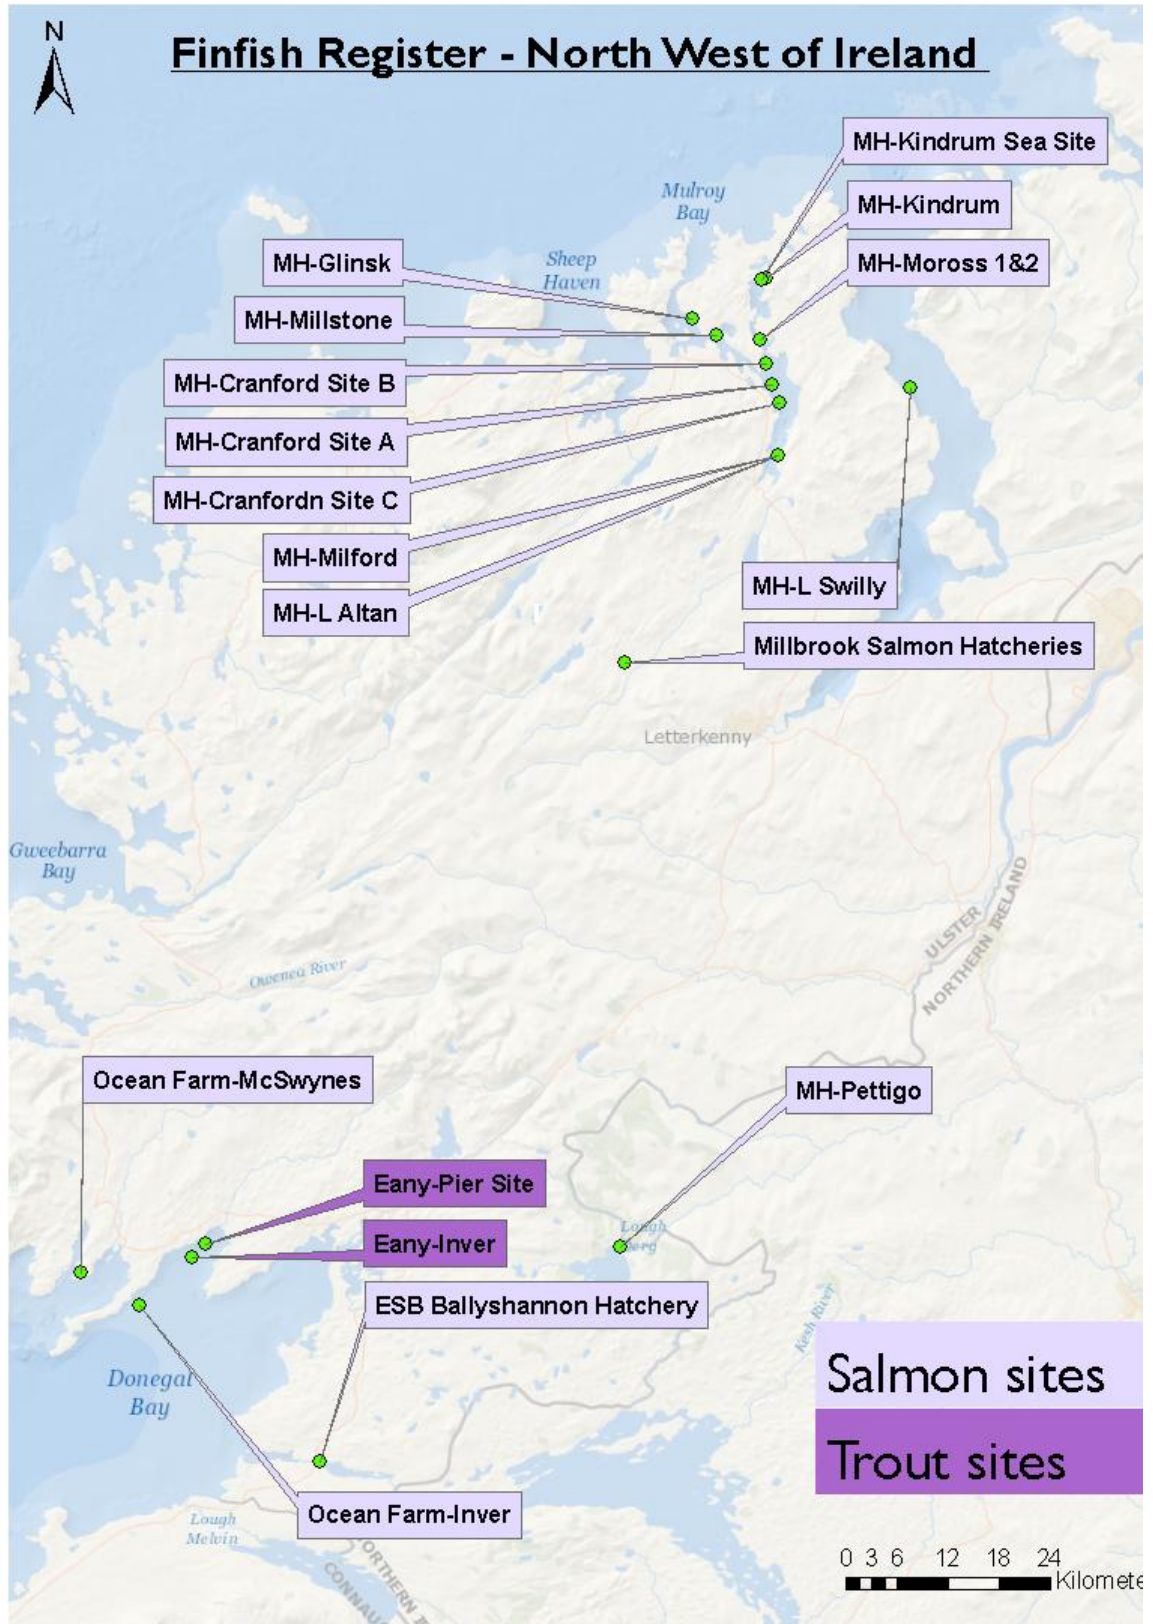 N
Finfish Register - North West of Ireland
MH-Kindrum Sea Site
Mulroy
Bay
MH-Kindrum
MH-Glinsk
Sheep
Haven
MH-Moross 1&2
MH-Millstone
MH-Cranford Site B
MH-Cranford Site A
MH-Cranfordn Site C
MH-Milford
MH-L Swilly
MH-L Altan
Millbrook Salmon Hatcheries
Letterkenny
Gweebarra
Bay
ULSTER
NORTHERN IRELAND
Owenea River
Ocean Farm-McSwynes
MH-Pettigo
Eany-Pier Site
Lough
Eany-Inver
ESB Ballyshannon Hatchery
Kesh River
Donegal
Bay
Salmon sites
Trout sites
Ocean Farm-Inver
Lough
Melvin
0 3 6 12 18 24
Kilomete